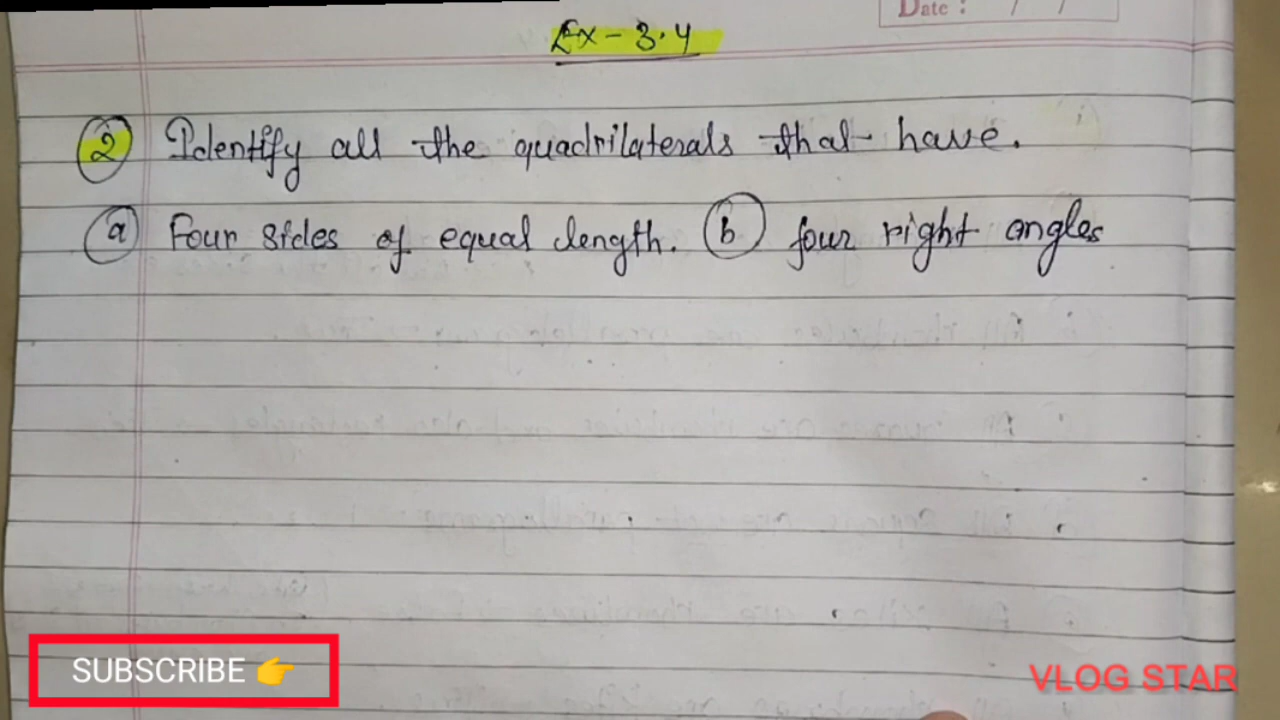 Date : / /
Ex - 3.4
2 Identify all the quadrilaterals that have.
a Four sides of equal length. b four right angles
SUBSCRIBE 👉
VLOG STAR